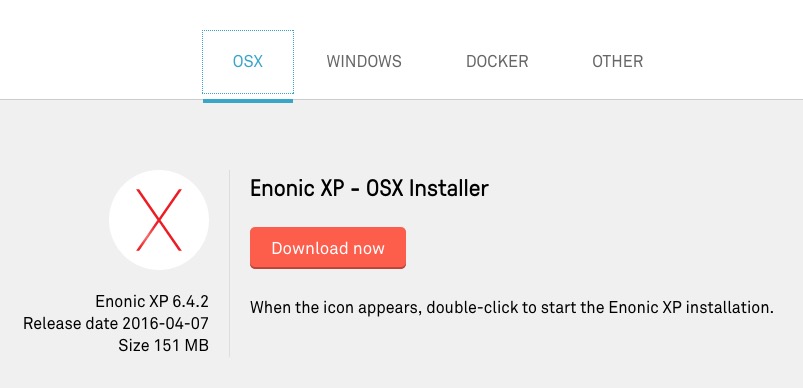 OSX
WINDOWS
DOCKER
OTHER
Enonic XP - OSX Installer
Download now
When the icon appears, double-click to start the Enonic XP installation.
X
Enonic XP 6.4.2
Release date 2016-04-07
Size 151 MB